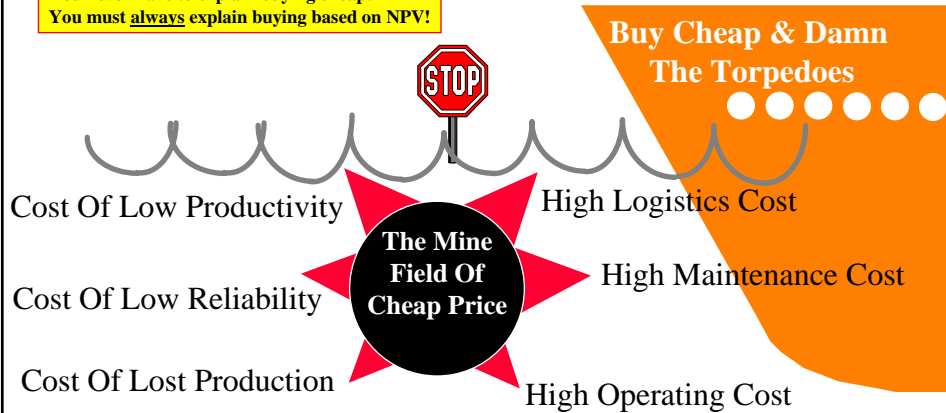 You must always explain buying based on NPV!
Buy Cheap & Damn
The Torpedoes
STOP
Cost Of Low Productivity
High Logistics Cost
The Mine
Field Of
Cheap Price
High Maintenance Cost
Cost Of Low Reliability
Cost Of Lost Production
High Operating Cost